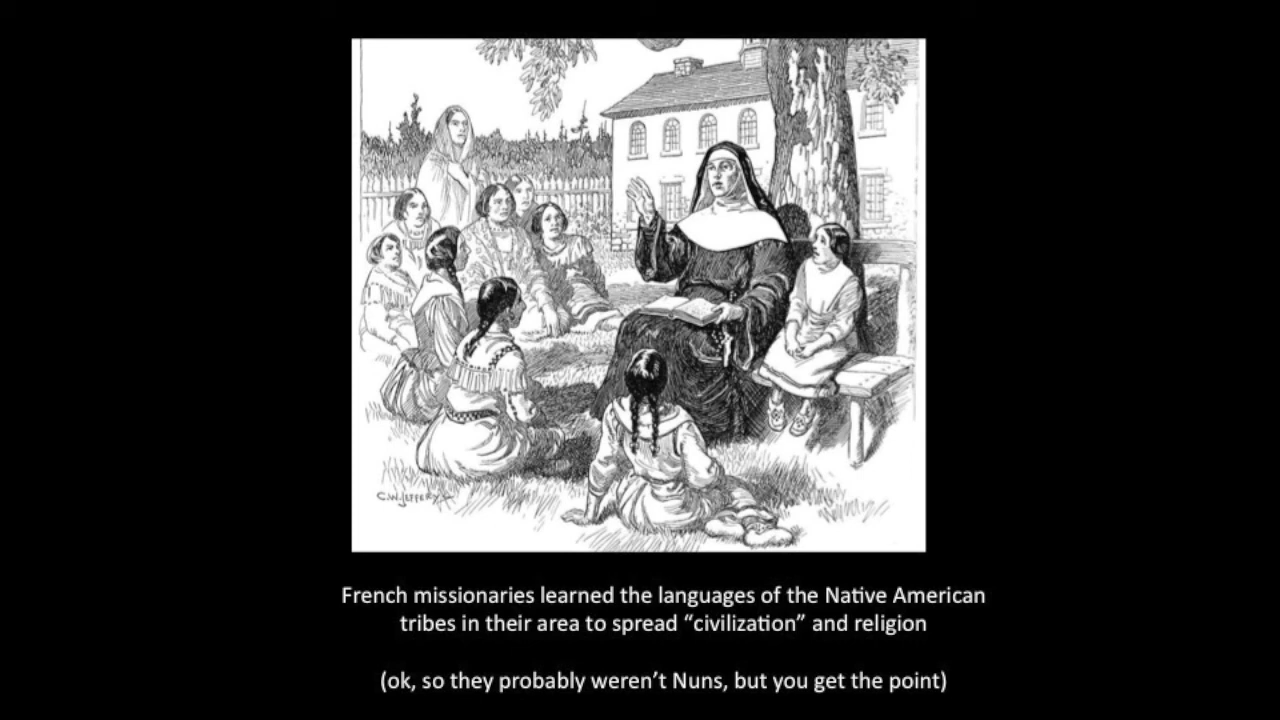 C.W. Jefferys
French missionaries learned the languages of the Native American
tribes in their area to spread “civilization” and religion
(ok, so they probably weren’t Nuns, but you get the point)